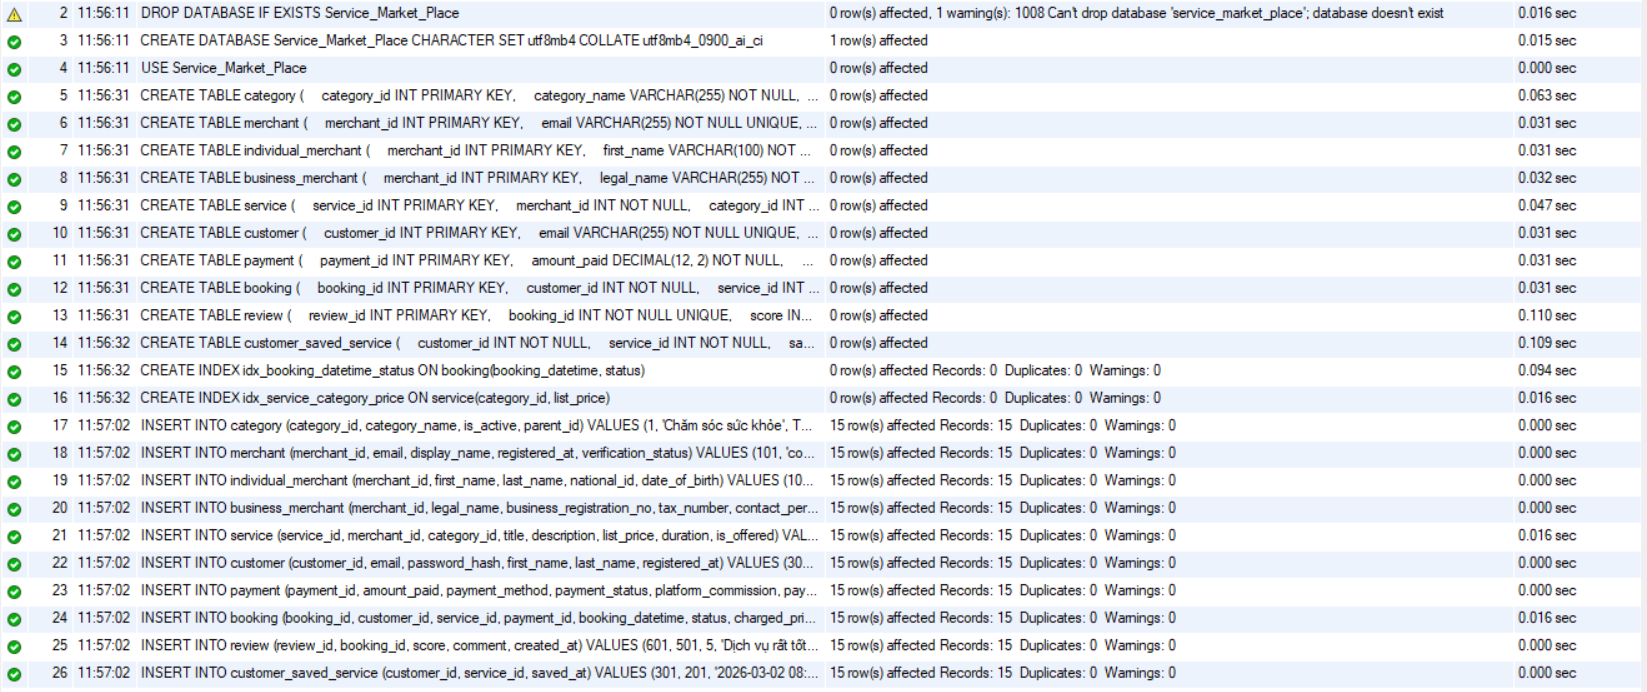 2 11:56:11 DROP DATABASE IF EXISTS Service_Market_Place 0 row(s) affected, 1 warning(s): 1008 Can't drop database 'service_market_place'; database doesn't exist 0.016 sec
3 11:56:11 CREATE DATABASE Service_Market_Place CHARACTER SET utf8mb4 COLLATE utf8mb4_0900_ai_ci 1 row(s) affected 0.015 sec
4 11:56:11 USE Service_Market_Place 0 row(s) affected 0.000 sec
5 11:56:31 CREATE TABLE category ( category_id INT PRIMARY KEY, category_name VARCHAR(255) NOT NULL, ... 0 row(s) affected 0.063 sec
6 11:56:31 CREATE TABLE merchant ( merchant_id INT PRIMARY KEY, email VARCHAR(255) NOT NULL UNIQUE, ... 0 row(s) affected 0.031 sec
7 11:56:31 CREATE TABLE individual_merchant ( merchant_id INT PRIMARY KEY, first_name VARCHAR(100) NOT ... 0 row(s) affected 0.031 sec
8 11:56:31 CREATE TABLE business_merchant ( merchant_id INT PRIMARY KEY, legal_name VARCHAR(255) NOT ... 0 row(s) affected 0.032 sec
9 11:56:31 CREATE TABLE service ( service_id INT PRIMARY KEY, merchant_id INT NOT NULL, category_id INT ... 0 row(s) affected 0.047 sec
10 11:56:31 CREATE TABLE customer ( customer_id INT PRIMARY KEY, email VARCHAR(255) NOT NULL UNIQUE, ... 0 row(s) affected 0.031 sec
11 11:56:31 CREATE TABLE payment ( payment_id INT PRIMARY KEY, amount_paid DECIMAL(12, 2) NOT NULL, ... 0 row(s) affected 0.031 sec
12 11:56:31 CREATE TABLE booking ( booking_id INT PRIMARY KEY, customer_id INT NOT NULL, service_id INT ... 0 row(s) affected 0.031 sec
13 11:56:31 CREATE TABLE review ( review_id INT PRIMARY KEY, booking_id INT NOT NULL UNIQUE, score IN... 0 row(s) affected 0.110 sec
14 11:56:32 CREATE TABLE customer_saved_service ( customer_id INT NOT NULL, service_id INT NOT NULL, sa... 0 row(s) affected 0.109 sec
15 11:56:32 CREATE INDEX idx_booking_datetime_status ON booking(booking_datetime, status) 0 row(s) affected Records: 0 Duplicates: 0 Warnings: 0 0.094 sec
16 11:56:32 CREATE INDEX idx_service_category_price ON service(category_id, list_price) 0 row(s) affected Records: 0 Duplicates: 0 Warnings: 0 0.016 sec
17 11:57:02 INSERT INTO category (category_id, category_name, is_active, parent_id) VALUES (1, 'Chăm sóc sức khỏe', T... 15 row(s) affected Records: 15 Duplicates: 0 Warnings: 0 0.000 sec
18 11:57:02 INSERT INTO merchant (merchant_id, email, display_name, registered_at, verification_status) VALUES (101, 'co... 15 row(s) affected Records: 15 Duplicates: 0 Warnings: 0 0.000 sec
19 11:57:02 INSERT INTO individual_merchant (merchant_id, first_name, last_name, national_id, date_of_birth) VALUES (10... 15 row(s) affected Records: 15 Duplicates: 0 Warnings: 0 0.000 sec
20 11:57:02 INSERT INTO business_merchant (merchant_id, legal_name, business_registration_no, tax_number, contact_per... 15 row(s) affected Records: 15 Duplicates: 0 Warnings: 0 0.000 sec
21 11:57:02 INSERT INTO service (service_id, merchant_id, category_id, title, description, list_price, duration, is_offered) VAL... 15 row(s) affected Records: 15 Duplicates: 0 Warnings: 0 0.016 sec
22 11:57:02 INSERT INTO customer (customer_id, email, password_hash, first_name, last_name, registered_at) VALUES (30... 15 row(s) affected Records: 15 Duplicates: 0 Warnings: 0 0.000 sec
23 11:57:02 INSERT INTO payment (payment_id, amount_paid, payment_method, payment_status, platform_commission, pay... 15 row(s) affected Records: 15 Duplicates: 0 Warnings: 0 0.000 sec
24 11:57:02 INSERT INTO booking (booking_id, customer_id, service_id, payment_id, booking_datetime, status, charged_pri... 15 row(s) affected Records: 15 Duplicates: 0 Warnings: 0 0.016 sec
25 11:57:02 INSERT INTO review (review_id, booking_id, score, comment, created_at) VALUES (601, 501, 5, 'Dịch vụ rất tốt... 15 row(s) affected Records: 15 Duplicates: 0 Warnings: 0 0.000 sec
26 11:57:02 INSERT INTO customer_saved_service (customer_id, service_id, saved_at) VALUES (301, 201, '2026-03-02 08:... 15 row(s) affected Records: 15 Duplicates: 0 Warnings: 0 0.000 sec